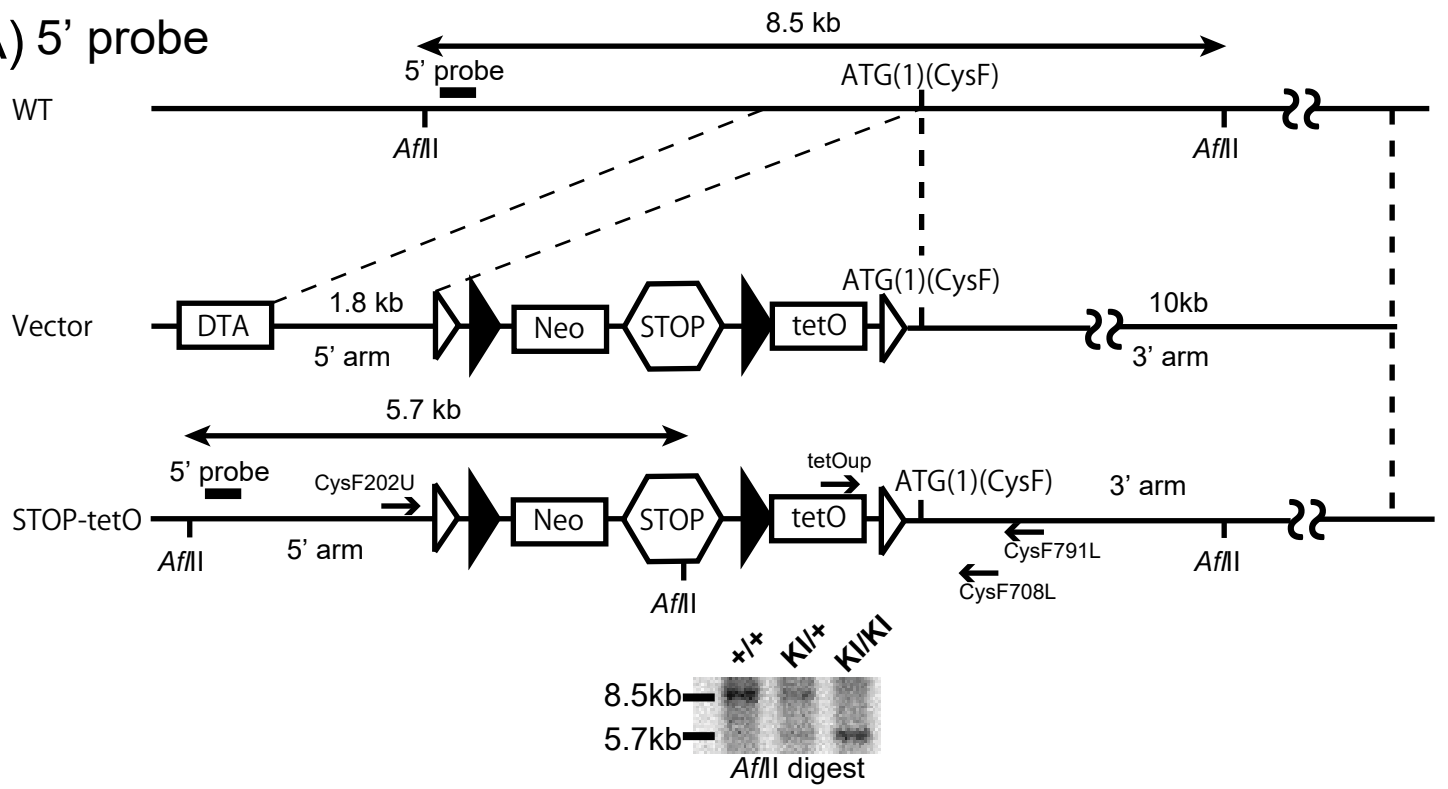 A) 5’ probe
8.5 kb
5’ probe
ATG(1)(CysF)
WT
AflII
AflII
ATG(1)(CysF)
1.8 kb
10kb
Vector
DTA
Neo
STOP
tetO
5’ arm
3’ arm
5.7 kb
5’ probe
CysF202U
tetOup
ATG(1)(CysF)
3’ arm
STOP-tetO
Neo
STOP
tetO
5’ arm
CysF791L
AflII
AflII
CysF708L
AflII
+/+ KI/+ KI/KI
8.5kb
5.7kb
AflII digest